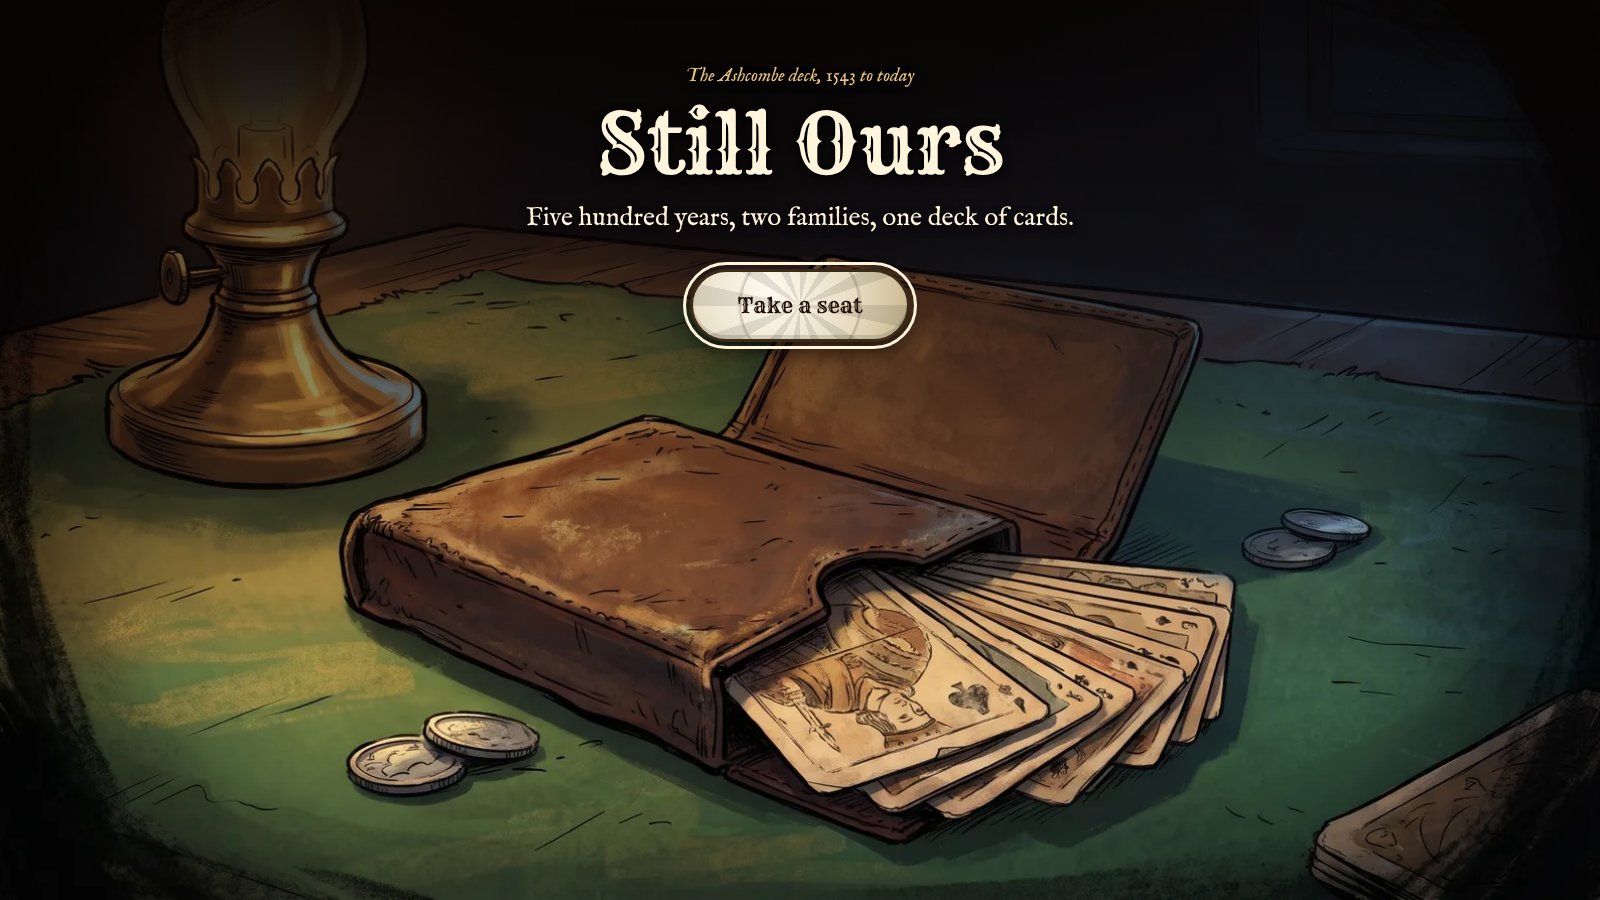 The Ashcombe deck, 1543 to today
Still Ours
Five hundred years, two families, one deck of cards.
Take a seat